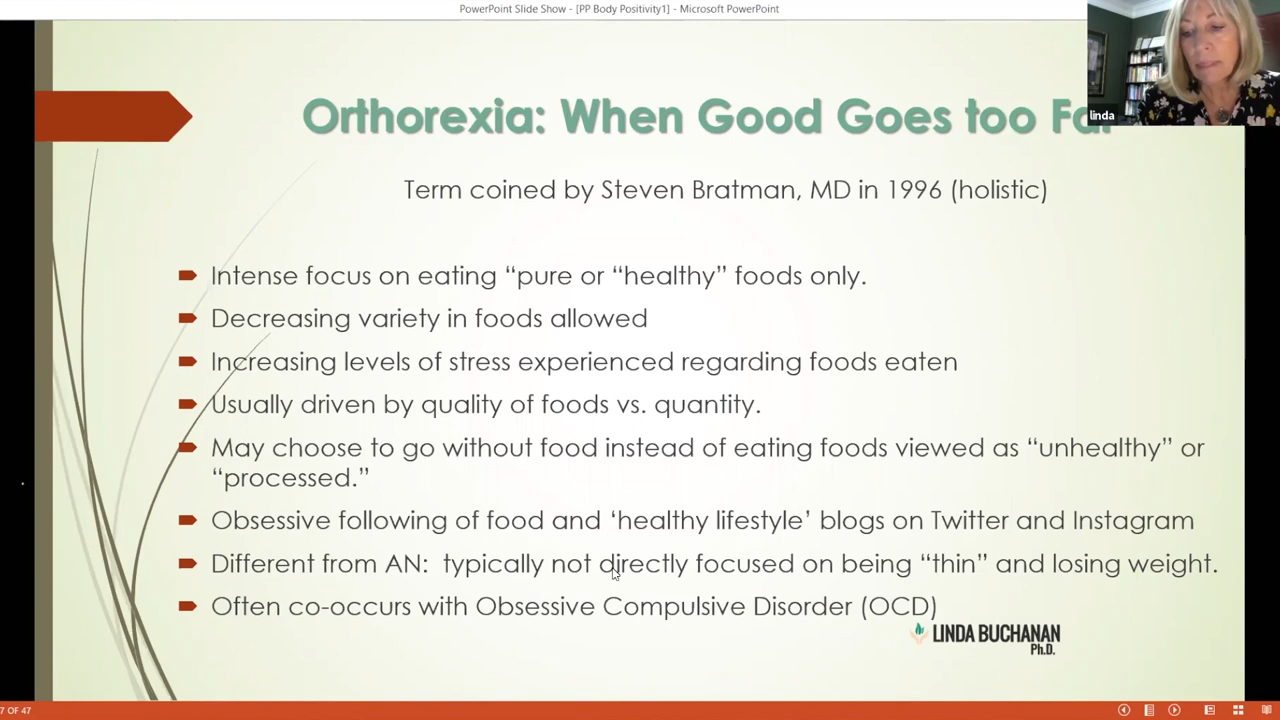 PowerPoint Slide Show - [PP Body Positivity1] - Microsoft PowerPoint
linda
Orthorexia: When Good Goes too Far
Term coined by Steven Bratman, MD in 1996 (holistic)
Intense focus on eating “pure or “healthy” foods only.
Decreasing variety in foods allowed
Increasing levels of stress experienced regarding foods eaten
Usually driven by quality of foods vs. quantity.
May choose to go without food instead of eating foods viewed as “unhealthy” or
“processed.”
Obsessive following of food and ‘healthy lifestyle’ blogs on Twitter and Instagram
Different from AN:  typically not directly focused on being “thin” and losing weight.
Often co-occurs with Obsessive Compulsive Disorder (OCD)
LINDA BUCHANAN
Ph.D.
7 OF 47